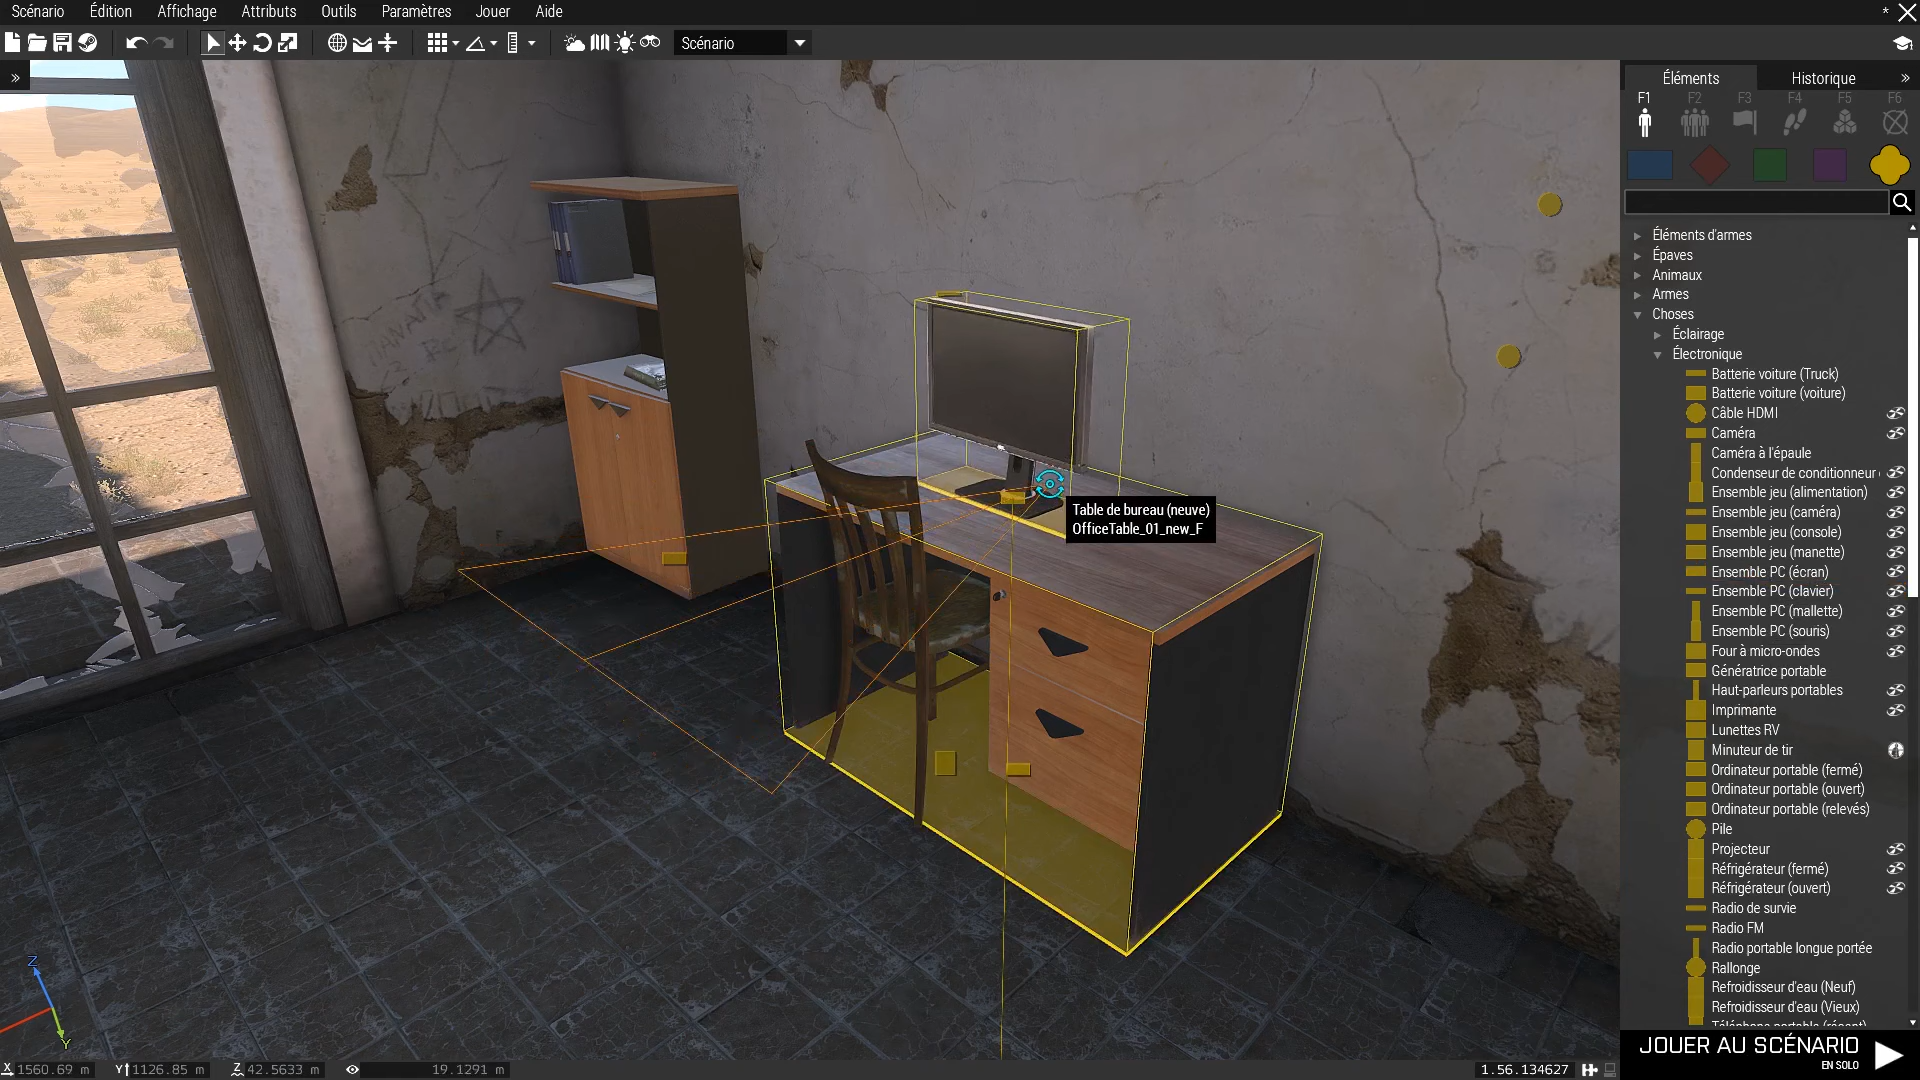 Scénario Édition Affichage Attributs Outils Paramètres Jouer Aide
*
Scénario
Éléments Historique
F1 F2 F3 F4 F5 F6
Éléments d'armes
Épaves
Animaux
Armes
Choses
Éclairage
Électronique
Batterie voiture (Truck)
Batterie voiture (voiture)
Câble HDMI
Caméra
Caméra à l'épaule
Condenseur de conditionneur
Ensemble jeu (alimentation)
Ensemble jeu (caméra)
Ensemble jeu (console)
Ensemble jeu (manette)
Ensemble PC (écran)
Ensemble PC (clavier)
Ensemble PC (mallette)
Ensemble PC (souris)
Four à micro-ondes
Génératrice portable
Haut-parleurs portables
Imprimante
Lunettes RV
Minuteur de tir
Ordinateur portable (fermé)
Ordinateur portable (ouvert)
Ordinateur portable (relevés)
Pile
Projecteur
Réfrigérateur (fermé)
Réfrigérateur (ouvert)
Radio de survie
Radio FM
Radio portable longue portée
Rallonge
Refroidisseur d'eau (Neuf)
Refroidisseur d'eau (Vieux)
Téléphone portable (récent)
Table de bureau (neuve)
OfficeTable_01_new_F
Z
Y
JOUER AU SCÉNARIO
EN SOLO
X 1560.69 m Y 1126.85 m Z 42.5633 m 19.1291 m 1.56.134627